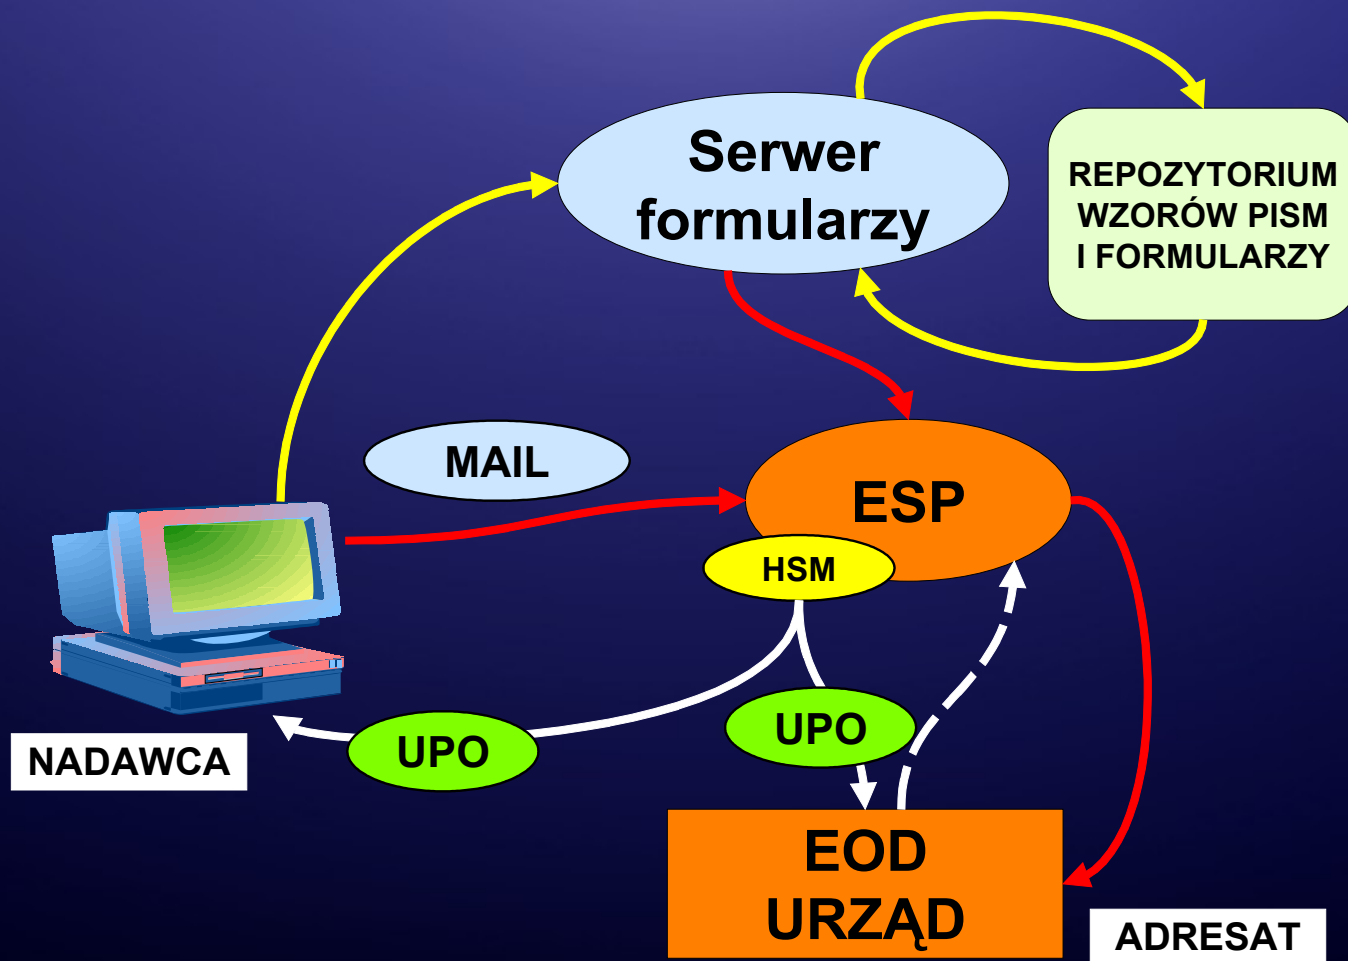 Serwer
formularzy
REPOZYTORIUM
WZORÓW PISM
I FORMULARZY
MAIL
ESP
HSM
UPO
UPO
NADAWCA
EOD
URZĄD
ADRESAT